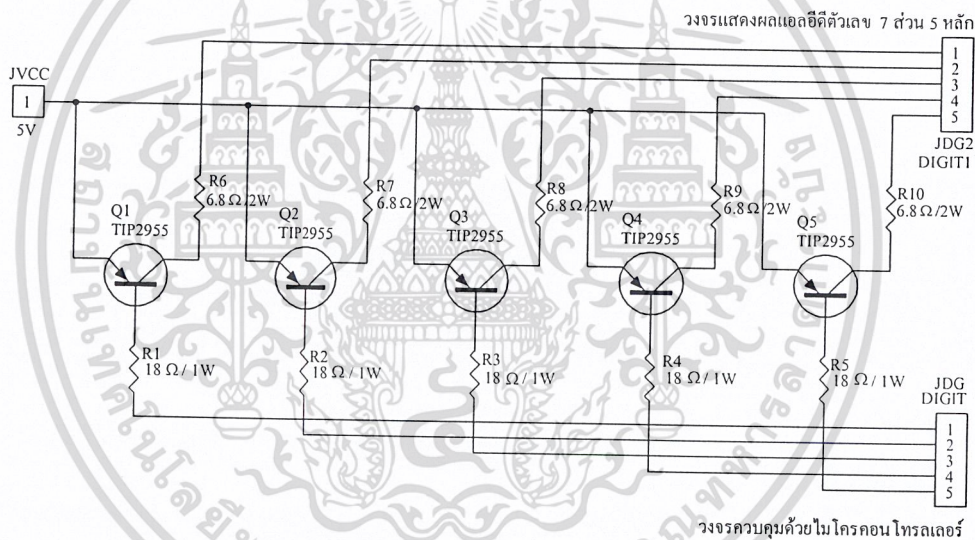 วงจรแสดงผลแอลอีดีตัวเลข 7 ส่วน 5 หลัก
JVCC
1
5V
1
2
3
4
5
JDG2
DIGIT1
R6
6.8 Ω/2W
R7
6.8 Ω/2W
R8
6.8 Ω/2W
R9
6.8 Ω/2W
R10
6.8 Ω/2W
Q1
TIP2955
Q2
TIP2955
Q3
TIP2955
Q4
TIP2955
Q5
TIP2955
R1
18 Ω/ 1W
R2
18 Ω/ 1W
R3
18 Ω/ 1W
R4
18 Ω/ 1W
R5
18 Ω/ 1W
JDG
DIGIT
1
2
3
4
5
วงจรควบคุมด้วยไมโครคอนโทรลเลอร์